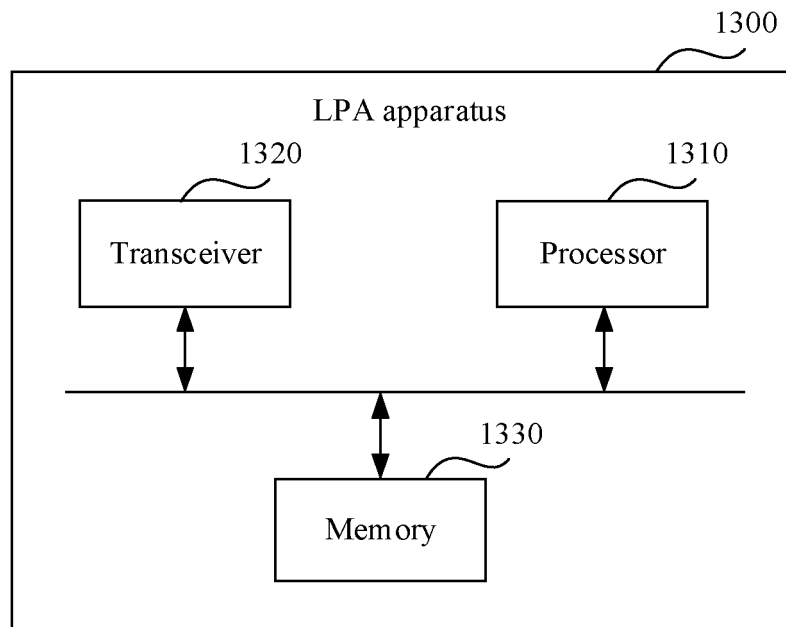 1300
LPA apparatus
1320
1310
Transceiver
Processor
1330
Memory